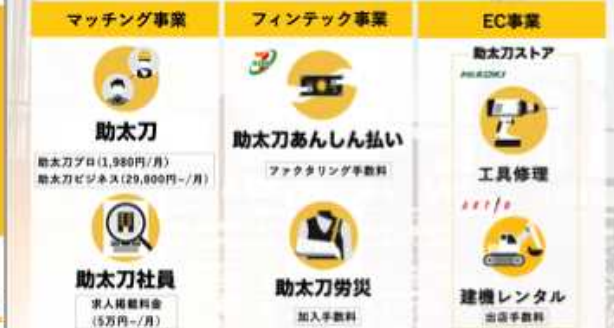 マッチング事業
助太刀
助太刀プロ(1,980円/月)
助太刀ビジネス(29,800円~/月)
助太刀社員
求人掲載料金
(5万円~/月)
フィンテック事業
助太刀あんしん払い
ファクタリング手数料
助太刀労災
加入手数料
EC事業
助太刀ストア
HiKOKI
工具修理
建機レンタル
出店手数料